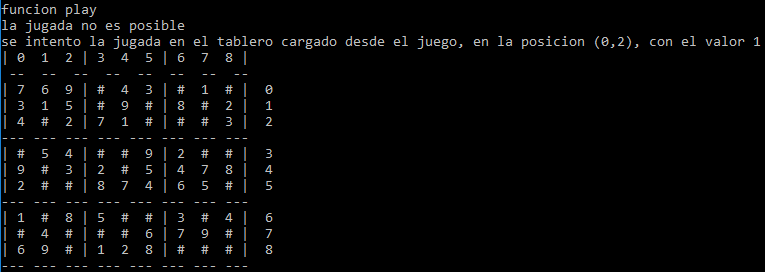 funcion play
la jugada no es posible
se intento la jugada en el tablero cargado desde el juego, en la posicion (0,2), con el valor 1
| 0 1 2 | 3 4 5 | 6 7 8 |
 -- -- -- -- -- -- -- --
| 7 6 9 | # 4 3 | # 1 # | 0
| 3 1 5 | # 9 # | 8 # 2 | 1
| 4 # 2 | 7 1 # | # # 3 | 2
--- --- --- --- --- --- ---
| # 5 4 | # # 9 | 2 # # | 3
| 9 # 3 | 2 # 5 | 4 7 8 | 4
| 2 # # | 8 7 4 | 6 5 # | 5
--- --- --- --- --- --- ---
| 1 # 8 | 5 # # | 3 # 4 | 6
| # 4 # | # # 6 | 7 9 # | 7
| 6 9 # | 1 2 8 | # # # | 8
--- --- --- --- --- --- ---